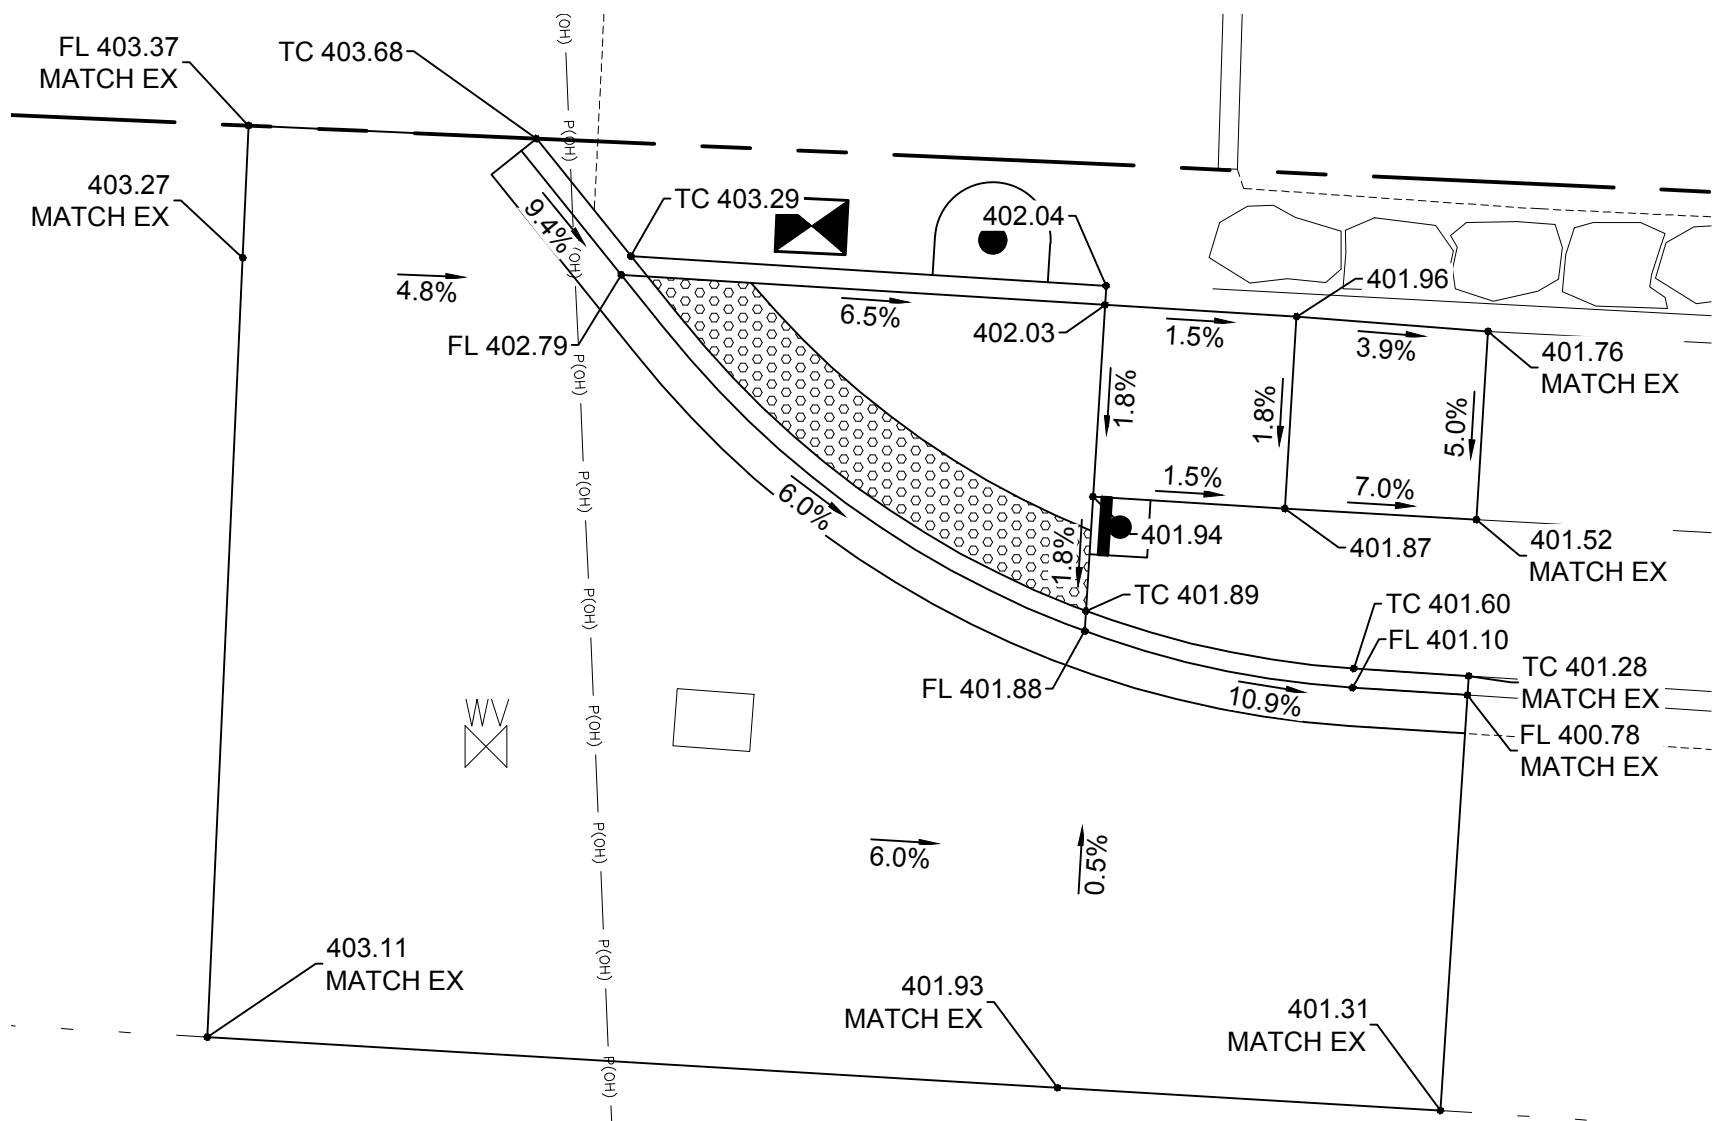 (OH)
FL 403.37
MATCH EX
TC 403.68
P(OH)
403.27
MATCH EX
TC 403.29
402.04
9.4%
(OH)
4.8%
6.5%
402.03
401.96
1.5%
3.9%
401.76
MATCH EX
FL 402.79
P(OH)
1.8%
1.8%
5.0%
P(OH)
6.0%
1.5%
7.0%
401.94
1.8%
401.87
401.52
MATCH EX
P(OH)
TC 401.89
TC 401.60
FL 401.10
TC 401.28
MATCH EX
FL 401.88
10.9%
WV
P(OH)
FL 400.78
MATCH EX
P(OH)
6.0%
0.5%
403.11
MATCH EX
P(OH)
401.93
MATCH EX
401.31
MATCH EX
P(OH)